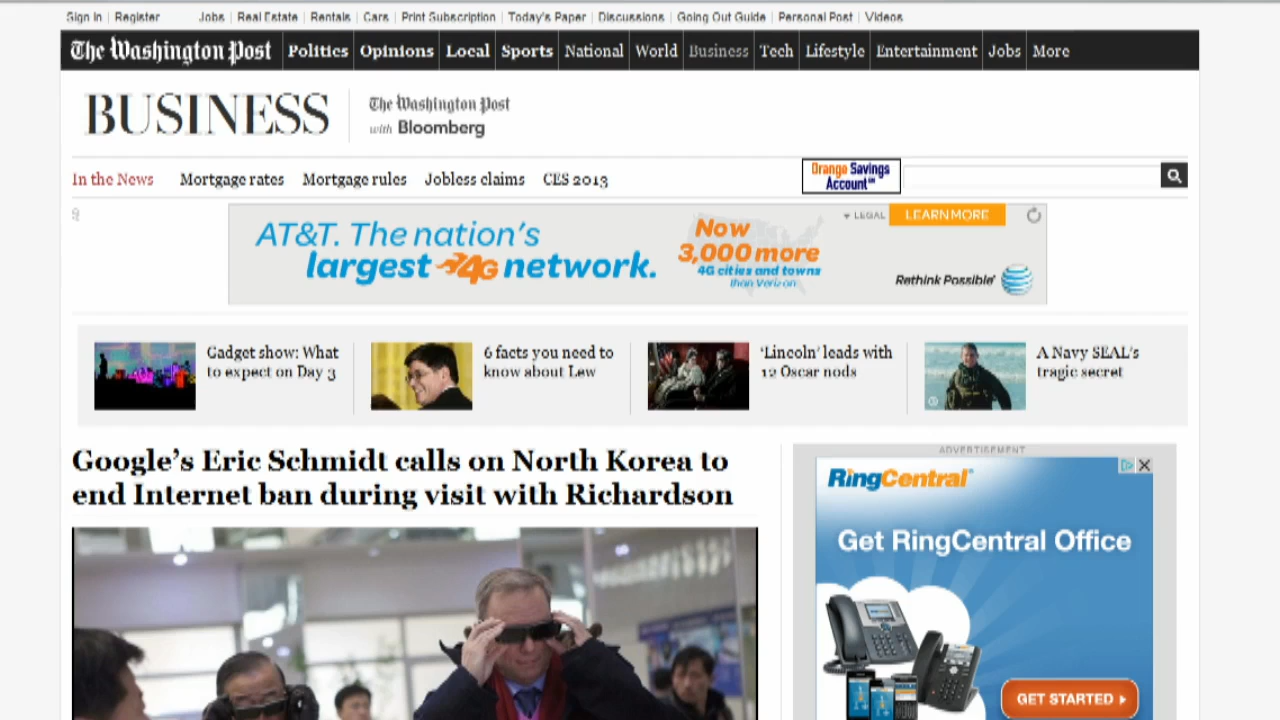 Sign In Register Jobs Real Estate Rentals Cars Print Subscription Today's Paper Discussions Going Out Guide Personal Post Videos
The Washington Post Politics Opinions Local Sports National World Business Tech Lifestyle Entertainment Jobs More
BUSINESS
The Washington Post
with Bloomberg
In the News Mortgage rates Mortgage rules Jobless claims CES 2013
Orange Savings
Account SM
AT&T. The nation's
largest 4G network.
Now
3,000 more
4G cities and towns
than Verizon
LEGAL
LEARN MORE
Rethink Possible
Gadget show: What
to expect on Day 3
6 facts you need to
know about Lew
'Lincoln' leads with
12 Oscar nods
A Navy SEAL's
tragic secret
Google's Eric Schmidt calls on North Korea to
end Internet ban during visit with Richardson
ADVERTISEMENT
RingCentral®
Get RingCentral Office
GET STARTED